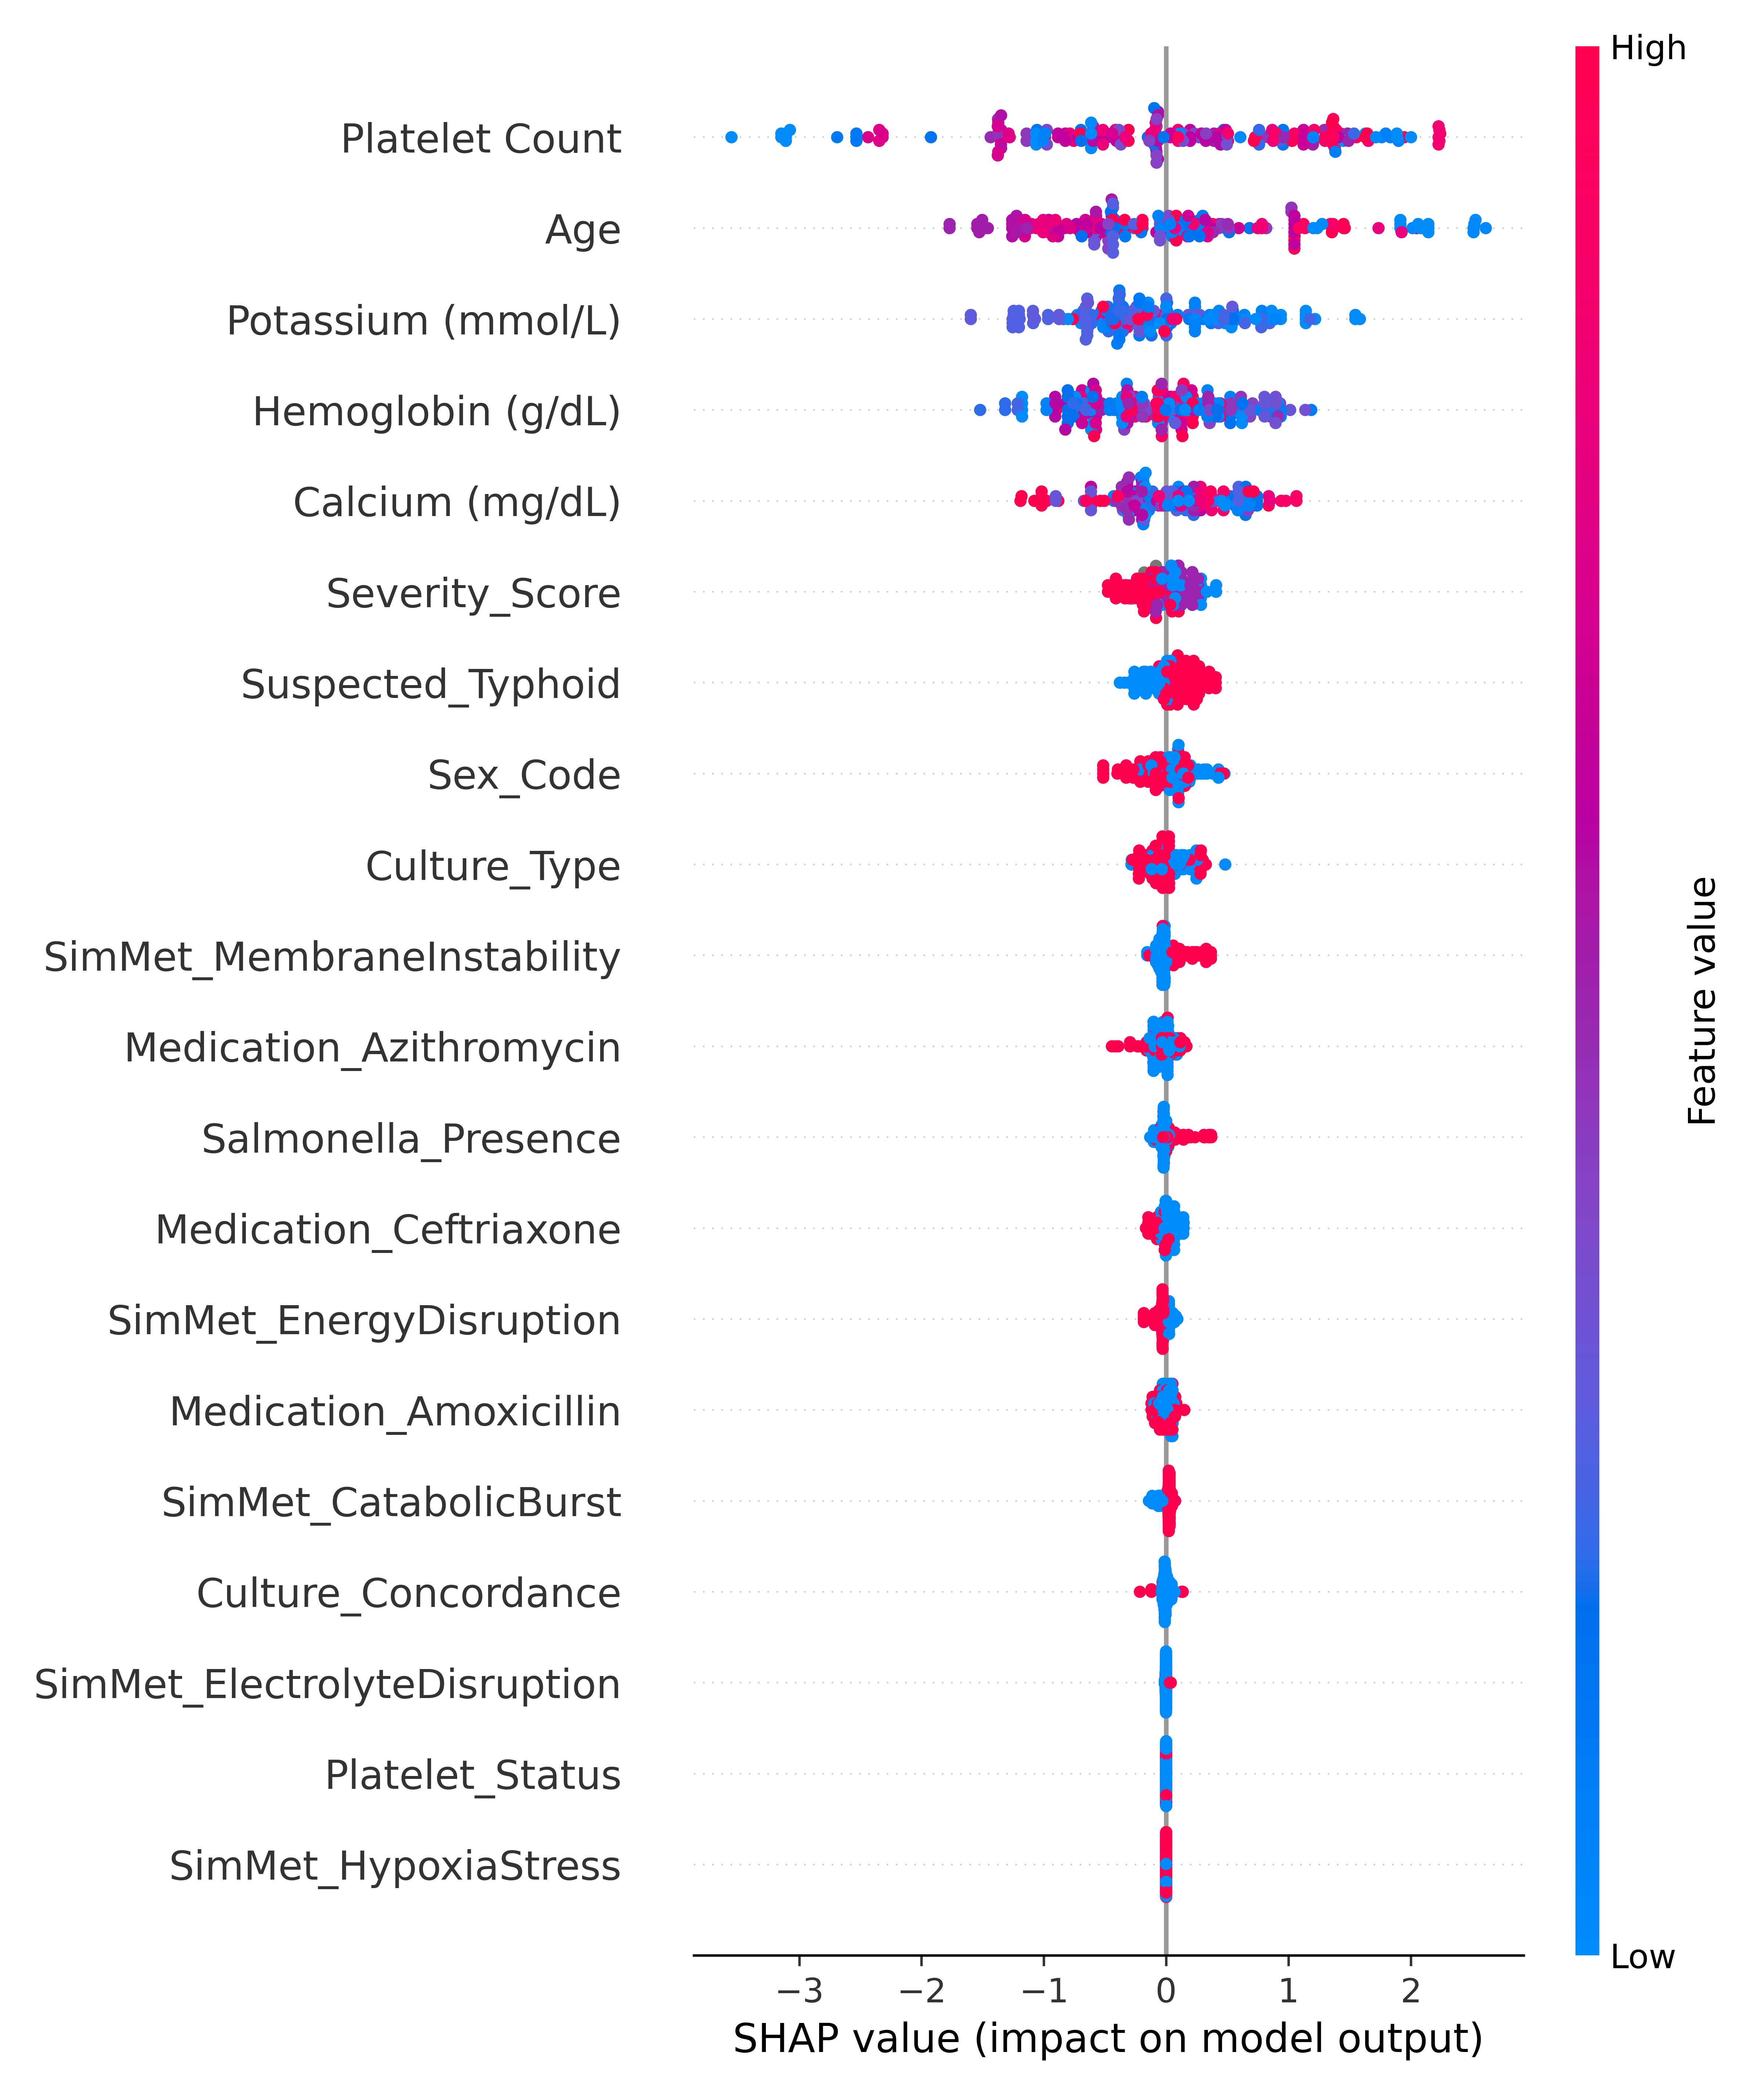 High
Platelet Count
Age
Potassium (mmol/L)
Hemoglobin (g/dL)
Calcium (mg/dL)
Severity_Score
Suspected_Typhoid
Sex_Code
Culture_Type
SimMet_MembraneInstability
Medication_Azithromycin
Salmonella_Presence
Medication_Ceftriaxone
SimMet_EnergyDisruption
Medication_Amoxicillin
SimMet_CatabolicBurst
Culture_Concordance
SimMet_ElectrolyteDisruption
Platelet_Status
SimMet_HypoxiaStress
Feature value
Low
−3 −2 −1 0 1 2
SHAP value (impact on model output)